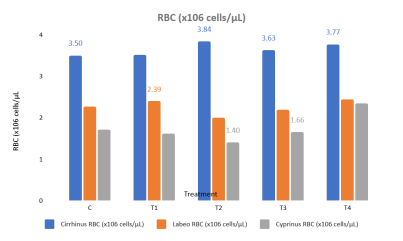 RBC (x106 cells/µL)
3.84
3.77
3.63
3.50
2.39
1.66
1.40
4
3
2
1
0
RBC (x106 cells/µL
Treatment
C T1 T2 T3 T4
Cirrhinus RBC (x106 cells/µL) Labeo RBC (x106 cells/µL) Cyprinus RBC (x106 cells/µL)